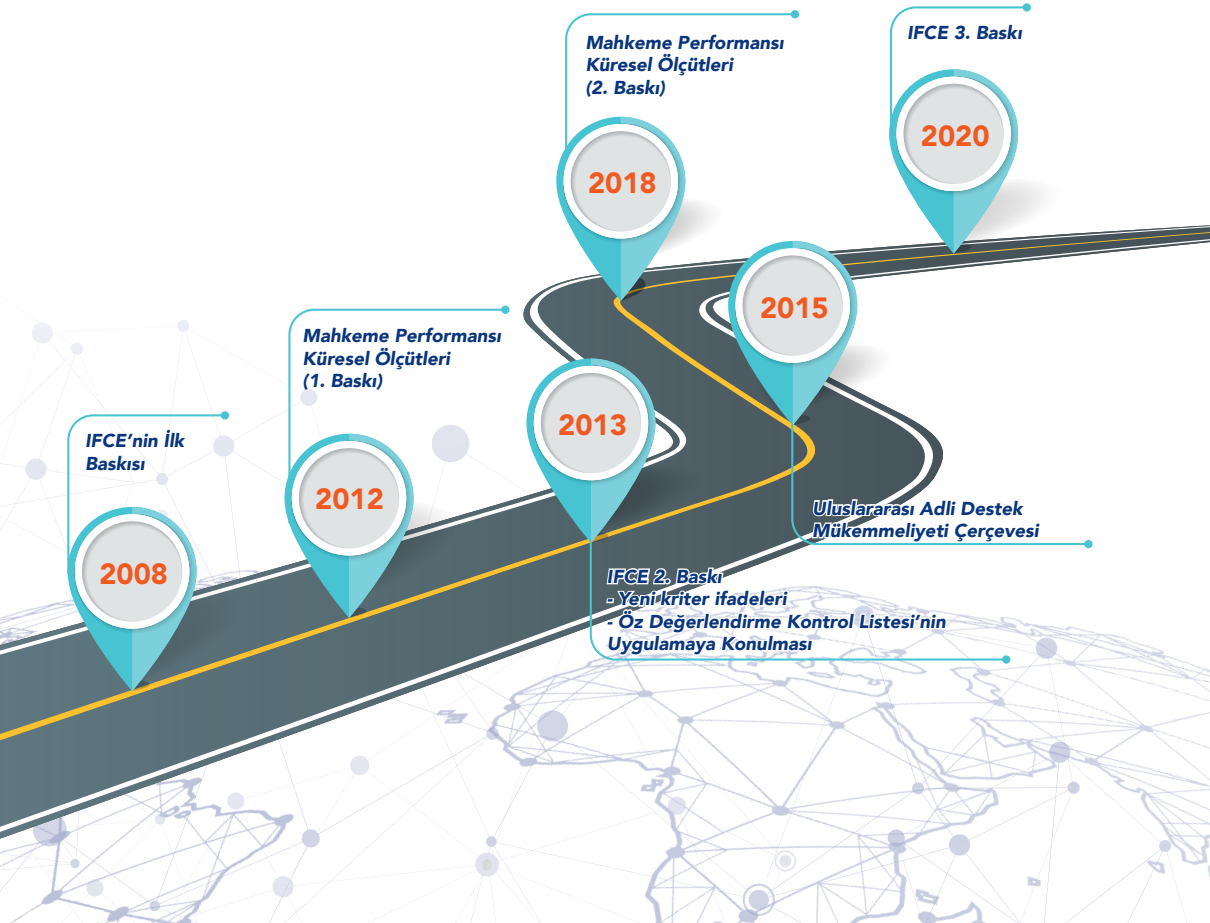 2008
IFCE’nin İlk
Baskısı
2012
Mahkeme Performansı
Küresel Ölçütleri
(1. Baskı)
2013
IFCE 2. Baskı
- Yeni kriter ifadeleri
- Öz Değerlendirme Kontrol Listesi’nin
Uygulamaya Konulması
2015
Uluslararası Adli Destek
Mükemmeliyeti Çerçevesi
2018
Mahkeme Performansı
Küresel Ölçütleri
(2. Baskı)
2020
IFCE 3. Baskı